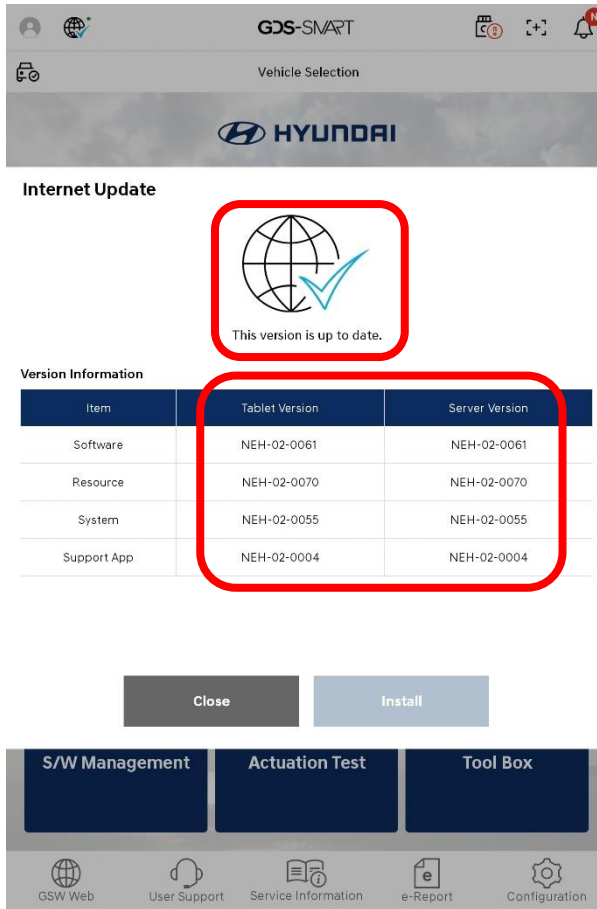 N
GDS-SMART
Vehicle Selection
HYUNDAI
Internet Update
This version is up to date.
Version Information
Item Tablet Version Server Version
Software NEH-02-0061 NEH-02-0061
Resource NEH-02-0070 NEH-02-0070
System NEH-02-0055 NEH-02-0055
Support App NEH-02-0004 NEH-02-0004
Close Install
S/W Management Actuation Test Tool Box
e
GSW Web User Support Service Information e-Report Configuration